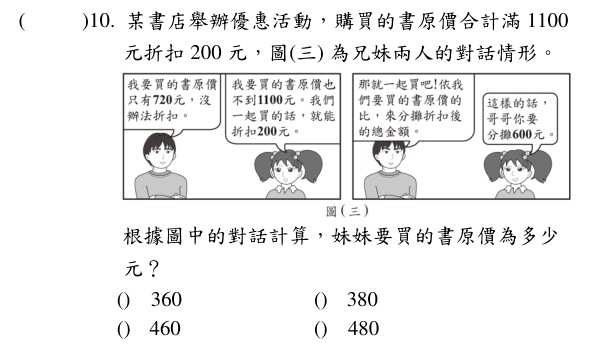 ( )10. 某書店舉辦優惠活動，購買的書原價合計滿 1100
元折扣 200 元，圖(三) 為兄妹兩人的對話情形。
我要買的書原價
只有720元，沒
辦法折扣。
我要買的書原價也
不到1100元。我們
一起買的話，就能
折扣200元。
那就一起買吧!依我
們要買的書原價的
比，來分攤折扣後
的總金額。
這樣的話，
哥哥你要
分攤600元。
圖(三)
根據圖中的對話計算，妹妹要買的書原價為多少
元？
() 360 () 380
() 460 () 480